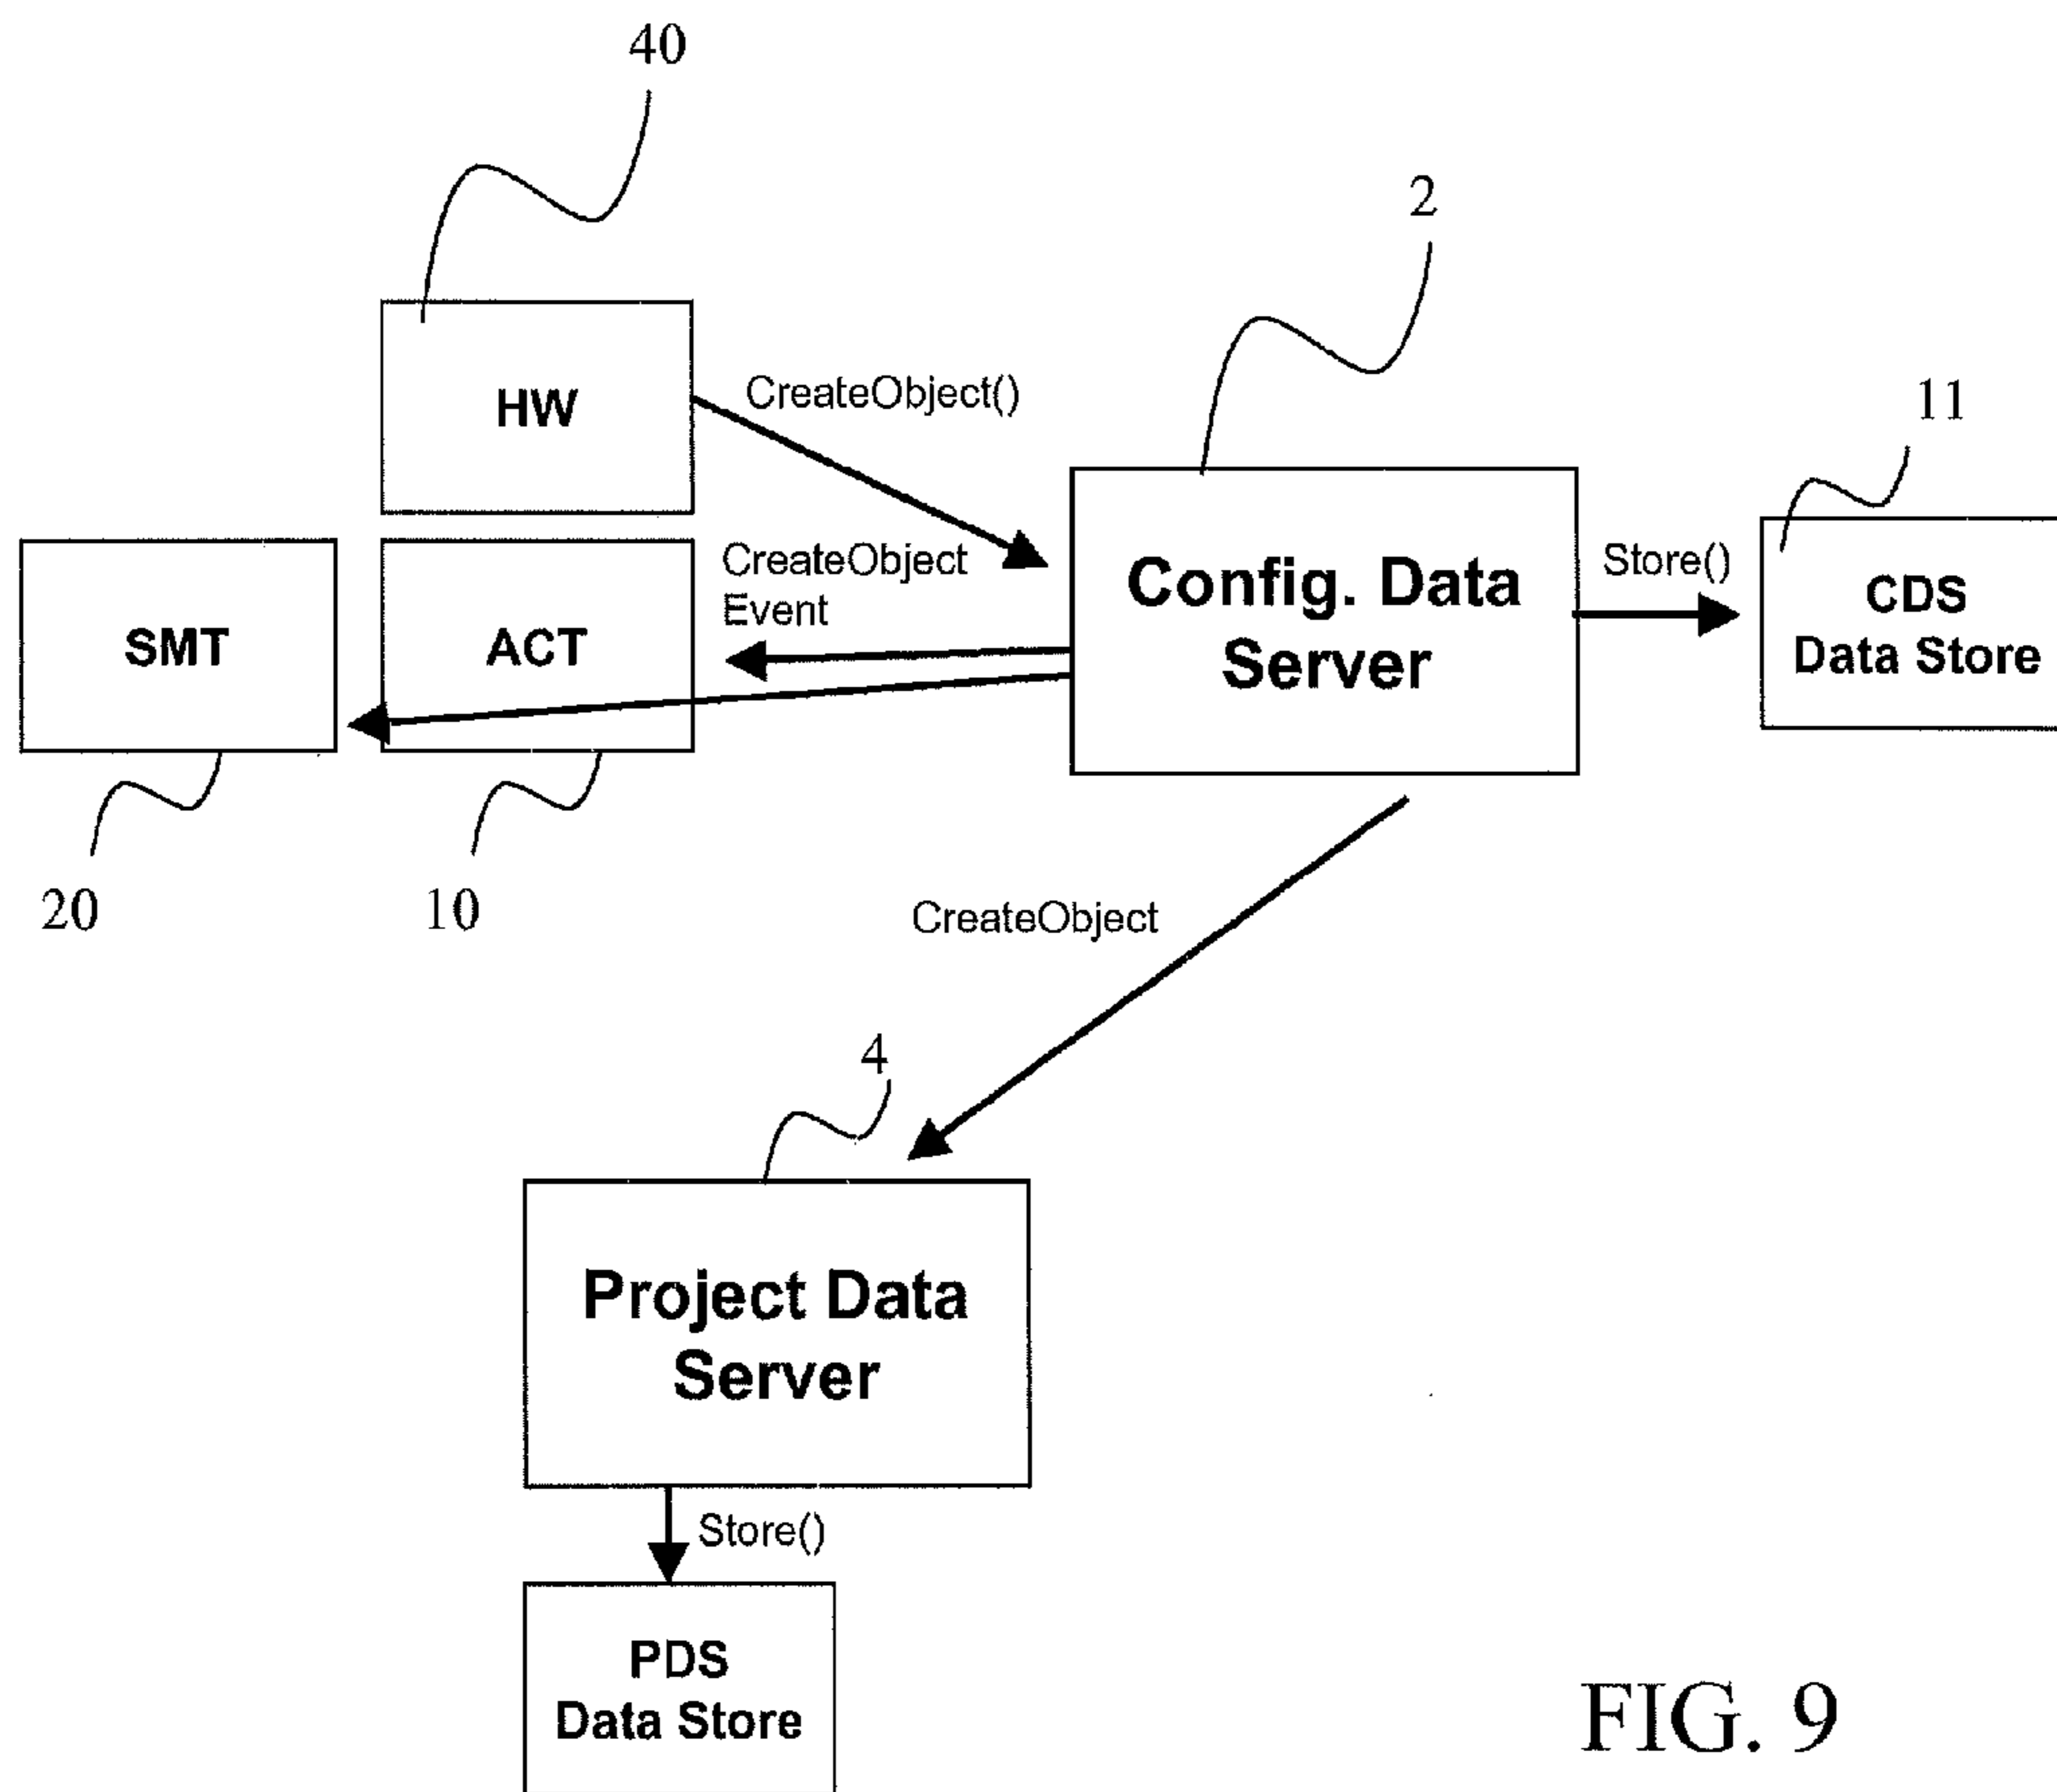 40
2
HW
CreateObject()
11
CreateObject
Event
Config. Data
Server
Store()
CDS
Data Store
SMT
ACT
20
10
CreateObject
4
Project Data
Server
Store()
PDS
Data Store
FIG. 9